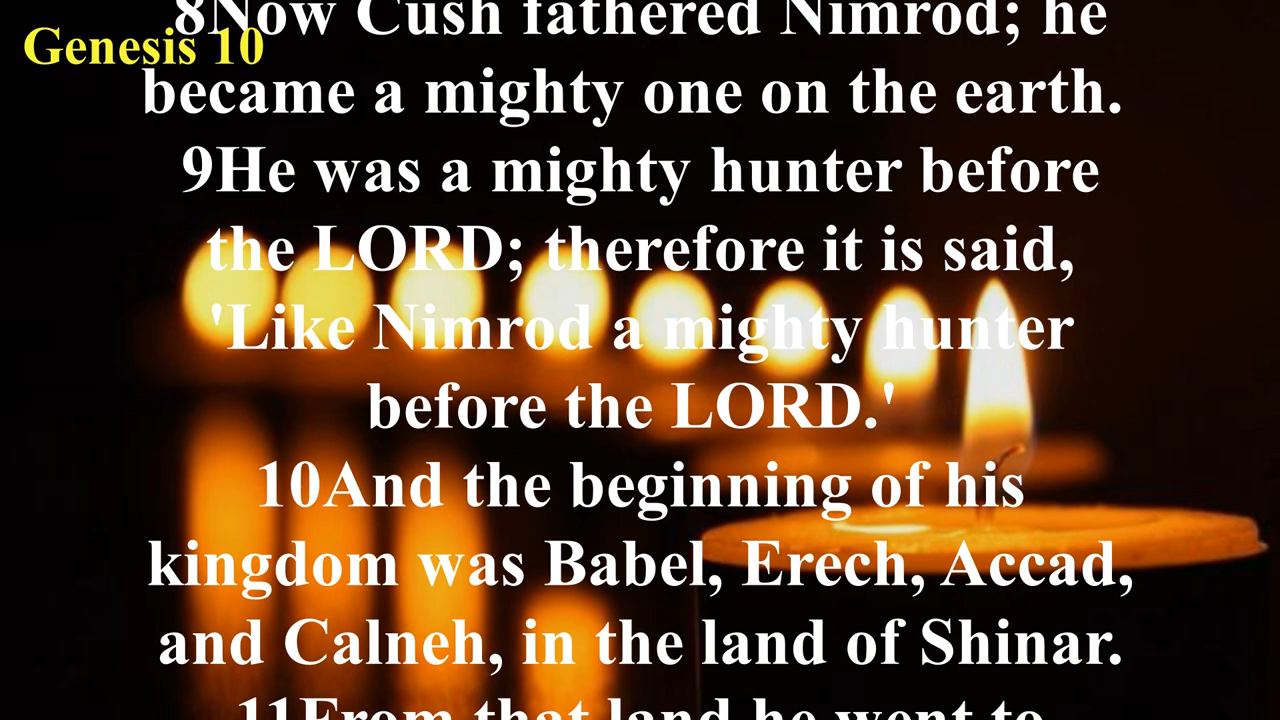 Genesis 10
8Now Cush fathered Nimrod; he
became a mighty one on the earth.
9He was a mighty hunter before
the LORD; therefore it is said,
'Like Nimrod a mighty hunter
before the LORD.'
10And the beginning of his
kingdom was Babel, Erech, Accad,
and Calneh, in the land of Shinar.
11From that land he went to